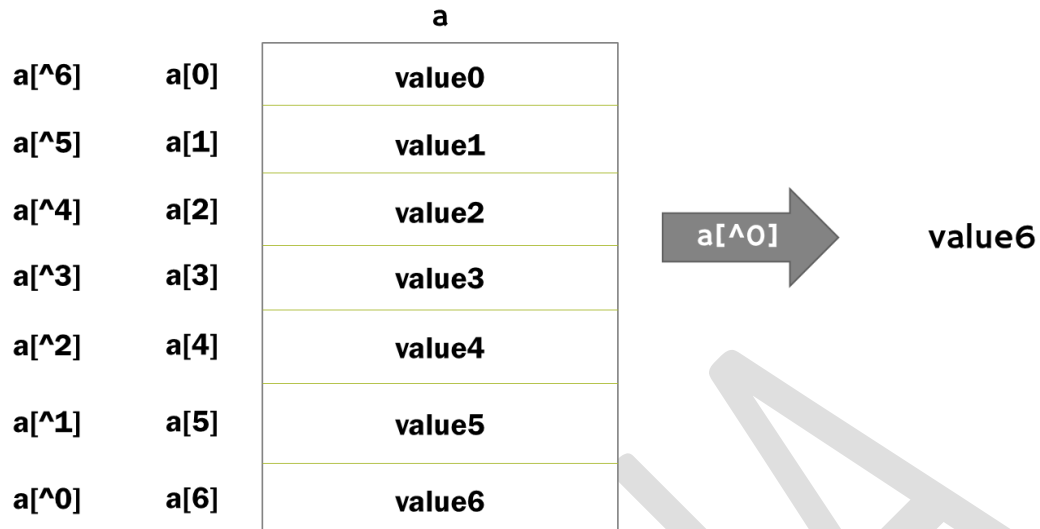 a
a[^6] a[0] value0
a[^5] a[1] value1
a[^4] a[2] value2
a[^0] value6
a[^3] a[3] value3
a[^2] a[4] value4
a[^1] a[5] value5
a[^0] a[6] value6